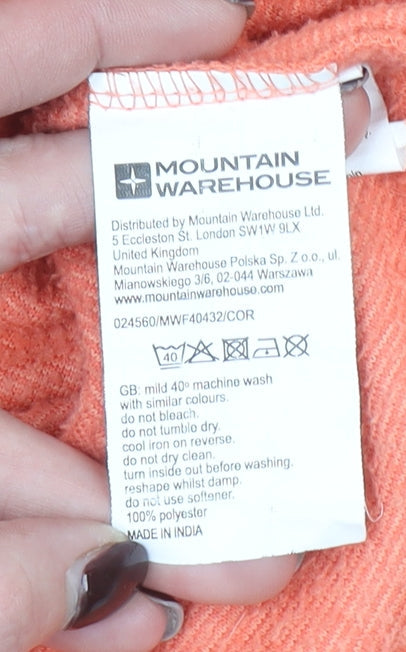 MOUNTAIN
WAREHOUSE
Distributed by Mountain Warehouse Ltd.
5 Eccleston St. London SW1W 9LX
United Kingdom
Mountain Warehouse Polska Sp. Z o.o., ul.
Mianowskiego 3/6, 02-044 Warszawa
www.mountainwarehouse.com
024560/MWF40432/COR
40
GB: mild 40º machine wash
with similar colours.
do not bleach.
do not tumble dry.
cool iron on reverse.
do not dry clean.
turn inside out before washing.
reshape whilst damp.
do not use softener.
100% polyester
MADE IN INDIA